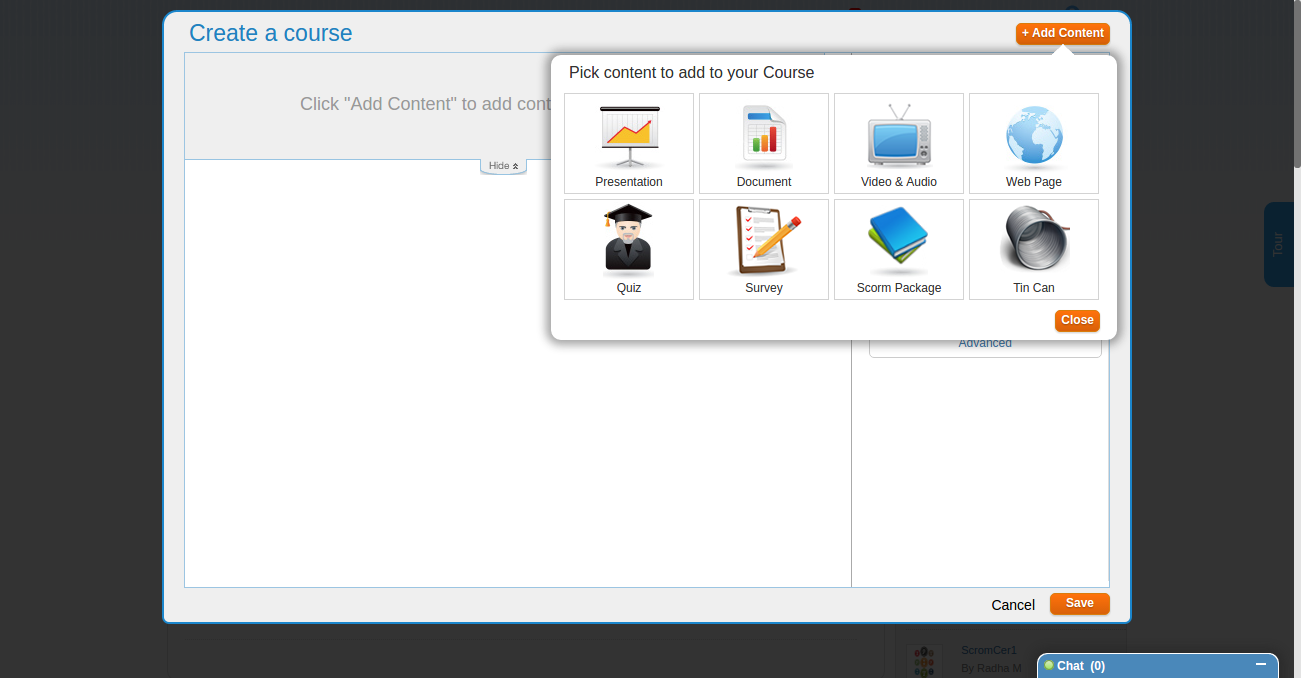 Create a course
+ Add Content
Pick content to add to your Course
Click "Add Content" to add cont
Presentation
Document
Video & Audio
Web Page
Hide
Quiz
Survey
Scorm Package
Tin Can
Close
Advanced
Tour
Cancel
Save
ScromCer1
By Radha M
Chat (0)